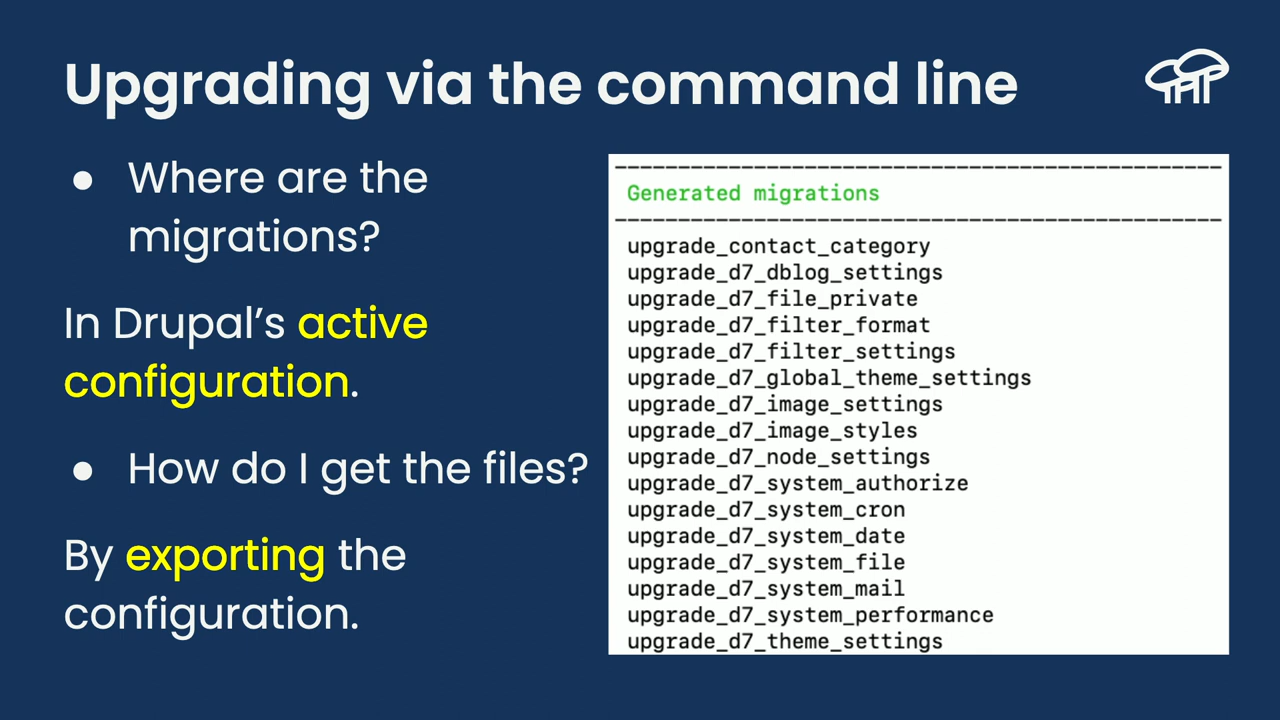 Upgrading via the command line
● Where are the
migrations?
In Drupal’s active
configuration.
● How do I get the files?
By exporting the
configuration.
Generated migrations
upgrade_contact_category
upgrade_d7_dblog_settings
upgrade_d7_file_private
upgrade_d7_filter_format
upgrade_d7_filter_settings
upgrade_d7_global_theme_settings
upgrade_d7_image_settings
upgrade_d7_image_styles
upgrade_d7_node_settings
upgrade_d7_system_authorize
upgrade_d7_system_cron
upgrade_d7_system_date
upgrade_d7_system_file
upgrade_d7_system_mail
upgrade_d7_system_performance
upgrade_d7_theme_settings